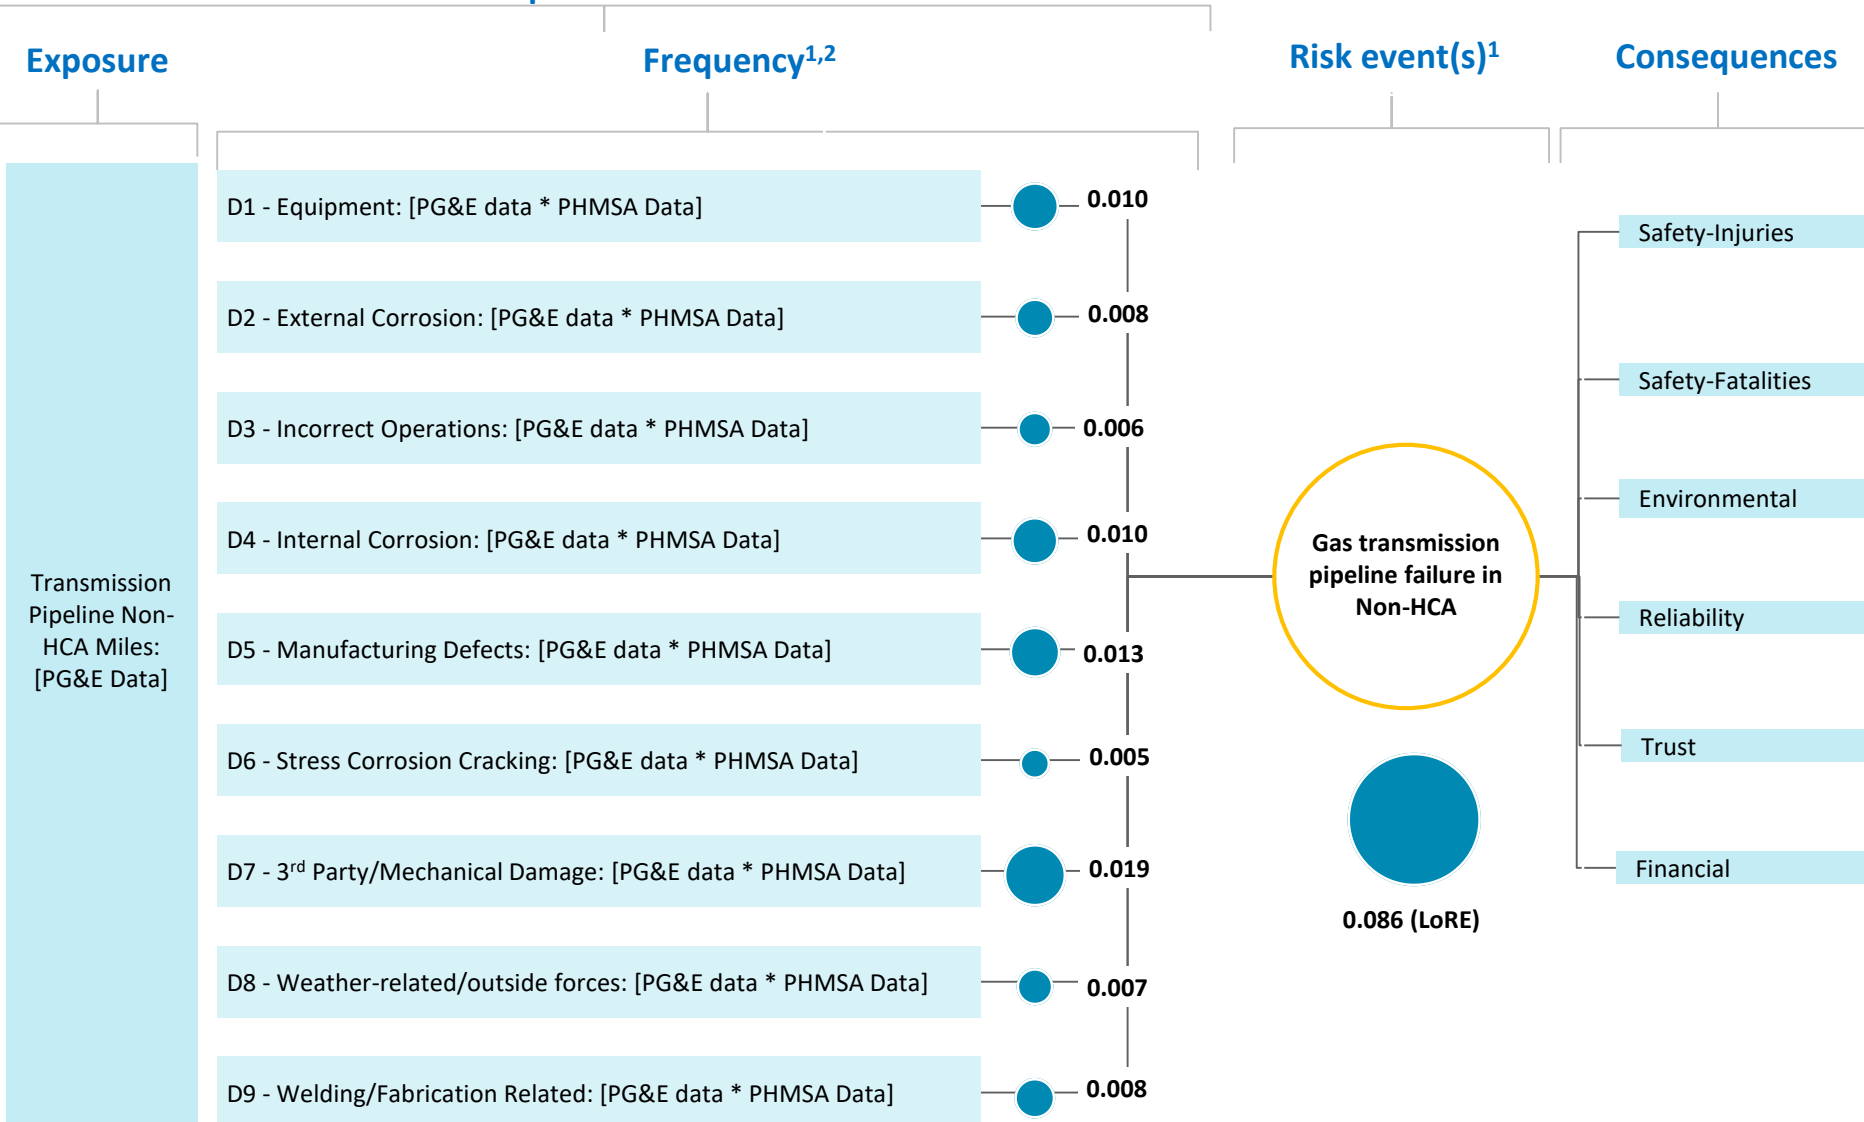 Exposure
Frequency1,2
Risk event(s)1
Consequences
Transmission
Pipeline Non-
HCA Miles:
[PG&E Data]
D1 - Equipment: [PG&E data * PHMSA Data]
0.010
D2 - External Corrosion: [PG&E data * PHMSA Data]
0.008
D3 - Incorrect Operations: [PG&E data * PHMSA Data]
0.006
D4 - Internal Corrosion: [PG&E data * PHMSA Data]
0.010
D5 - Manufacturing Defects: [PG&E data * PHMSA Data]
0.013
D6 - Stress Corrosion Cracking: [PG&E data * PHMSA Data]
0.005
D7 - 3rd Party/Mechanical Damage: [PG&E data * PHMSA Data]
0.019
D8 - Weather-related/outside forces: [PG&E data * PHMSA Data]
0.007
D9 - Welding/Fabrication Related: [PG&E data * PHMSA Data]
0.008
Gas transmission
pipeline failure in
Non-HCA
0.086 (LoRE)
Safety-Injuries
Safety-Fatalities
Environmental
Reliability
Trust
Financial